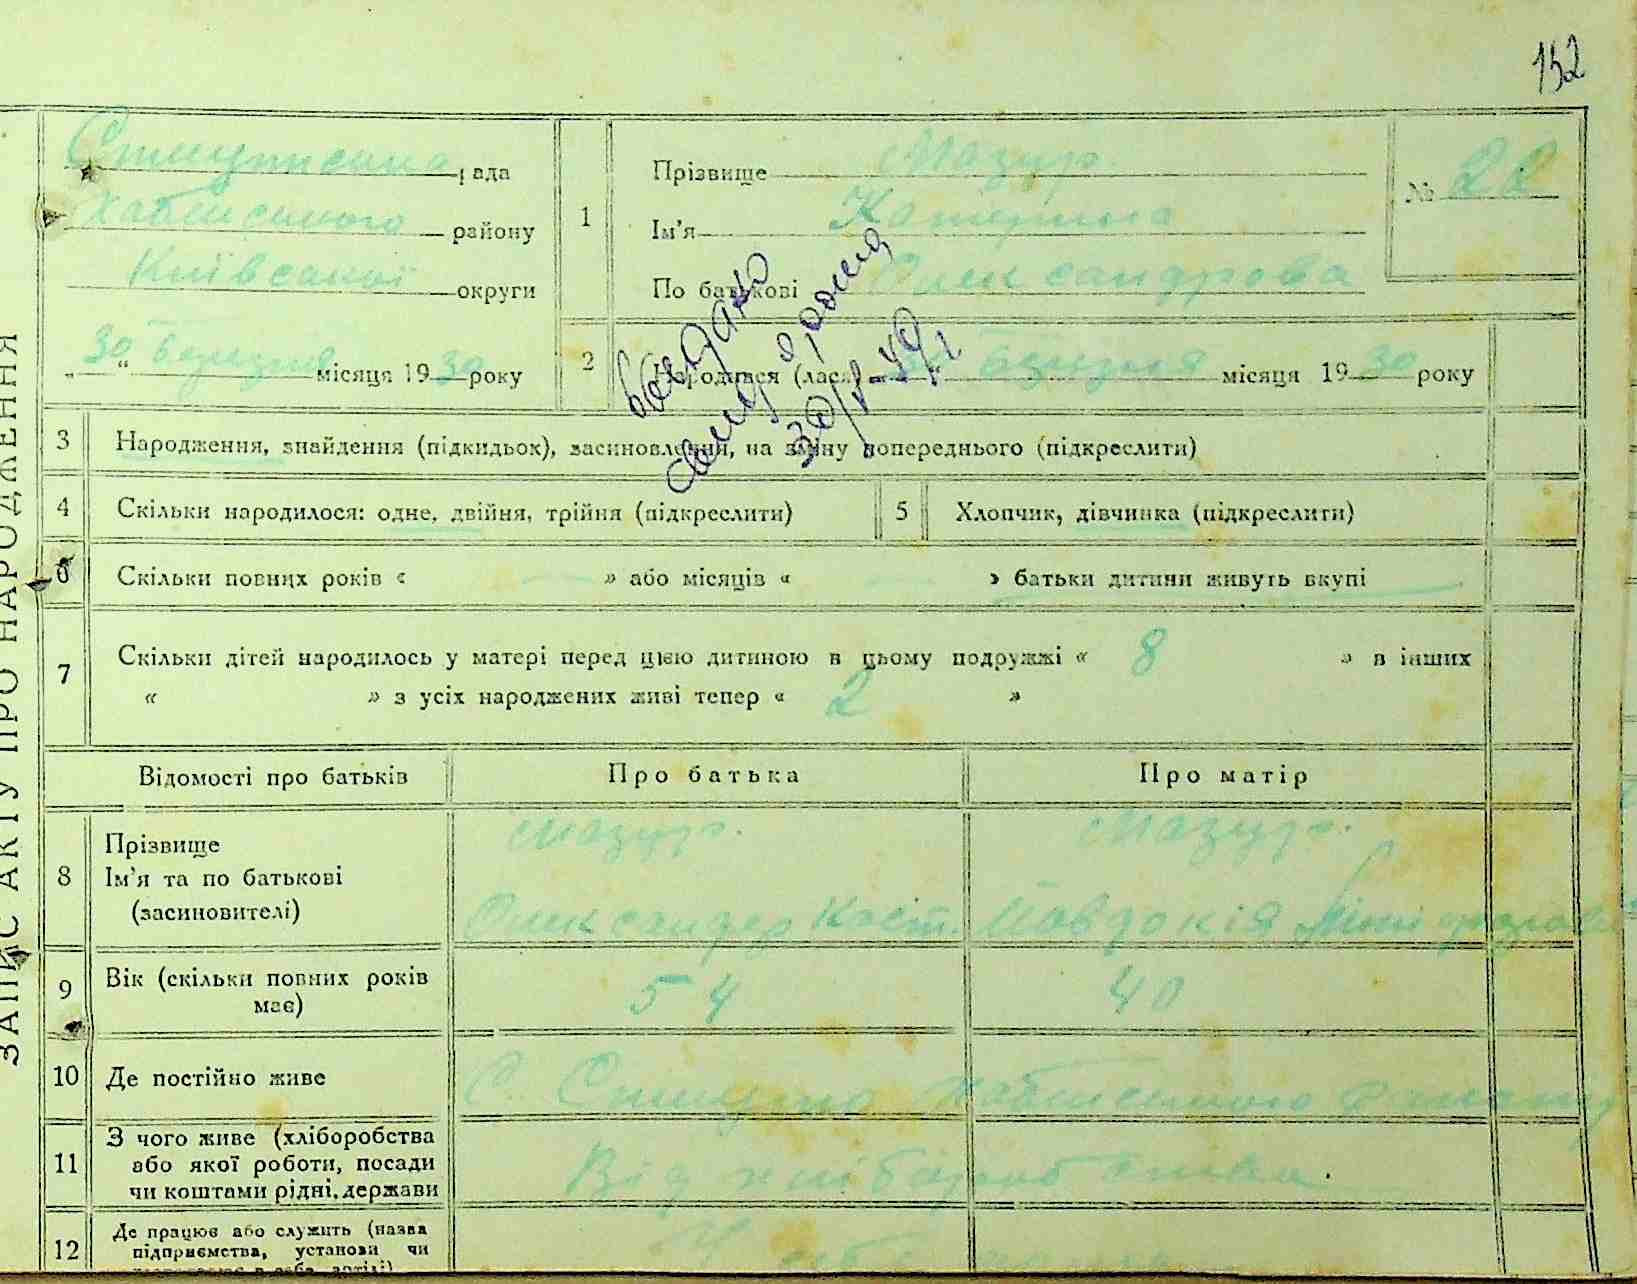 152
ЗАПИС АКТУ ПРО НАРОДЖЕННЯ
рада
Хабенського району
Київської округи
„30“ Березня місяця 1930 року
№ 22
1 Прізвище Мазур.
Ім'я Катерина
По батькові Олександрова
видано
30/
2 Народився (лася) 30 Березня місяця 1930 року
3 Народження, знайдення (підкидьок), засиновлення, на зміну попереднього (підкреслити)
4 Скільки народилося: одне, двійня, трійня (підкреслити) 5 Хлопчик, дівчинка (підкреслити)
6 Скільки повних років « — » або місяців « » батьки дитини живуть вкупі
7 Скільки дітей народилось у матері перед цією дитиною в цьому подружжі « 8 » в інших
« » з усіх народжених живі тепер « 2 »
Відомості про батьків Про батька Про матір
8 Прізвище Мазур. Мазур.
Ім'я та по батькові
(засиновителі) Олександер Кост. Йовдокія
9 Вік (скільки повних років 54 40
має)
10 Де постійно живе С. Хабенського району
11 З чого живе (хліборобства
або якої роботи, посади Від хліборобства.
чи коштами рідні, держави
12 Де працює або служить (назва
підприємства, установи чи